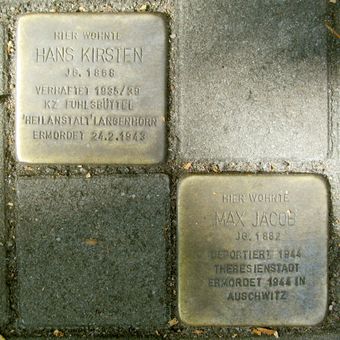 HIER WOHNTE
HANS KIRSTEN
JG. 1868
VERHAFTET 1935/39
KZ FUHLSBÜTTEL
'HEILANSTALT' LANGENHORN
ERMORDET 24.2.1943
HIER WOHNTE
MAX JACOB
JG. 1882
DEPORTIERT 1944
THERESIENSTADT
ERMORDET 1944 IN
AUSCHWITZ